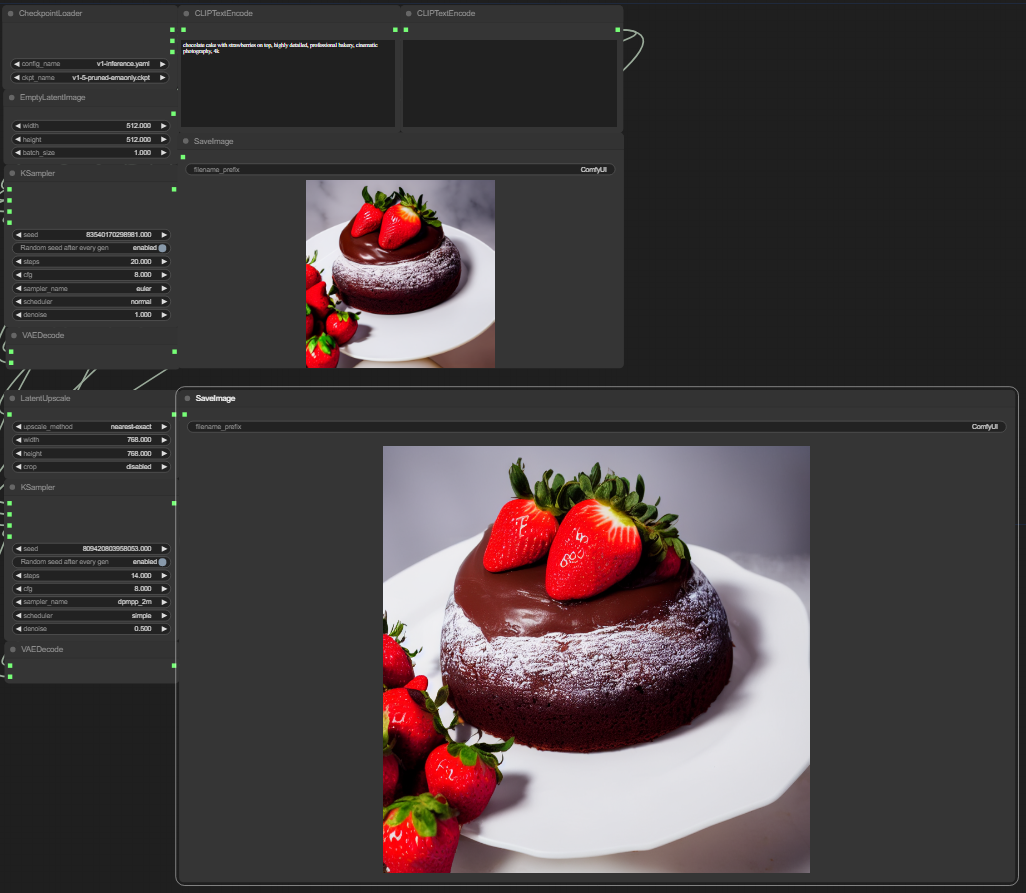 CheckpointLoader
config_name v1-inference.yaml
ckpt_name v1-5-pruned-emaonly.ckpt
CLIPTextEncode
chocolate cake with strawberries on top, highly detailed, professional bakery, cinematic
photography, 4k
CLIPTextEncode
EmptyLatentImage
width 512.000
height 512.000
batch_size 1.000
SaveImage
filename_prefix ComfyUI
KSampler
seed 83540170298981.000
Random seed after every gen enabled
steps 20.000
cfg 8.000
sampler_name euler
scheduler normal
denoise 1.000
VAEDecode
LatentUpscale
upscale_method nearest-exact
width 768.000
height 768.000
crop disabled
SaveImage
filename_prefix ComfyUI
KSampler
seed 809420803958053.000
Random seed after every gen enabled
steps 14.000
cfg 8.000
sampler_name dpmpp_2m
scheduler simple
denoise 0.500
VAEDecode